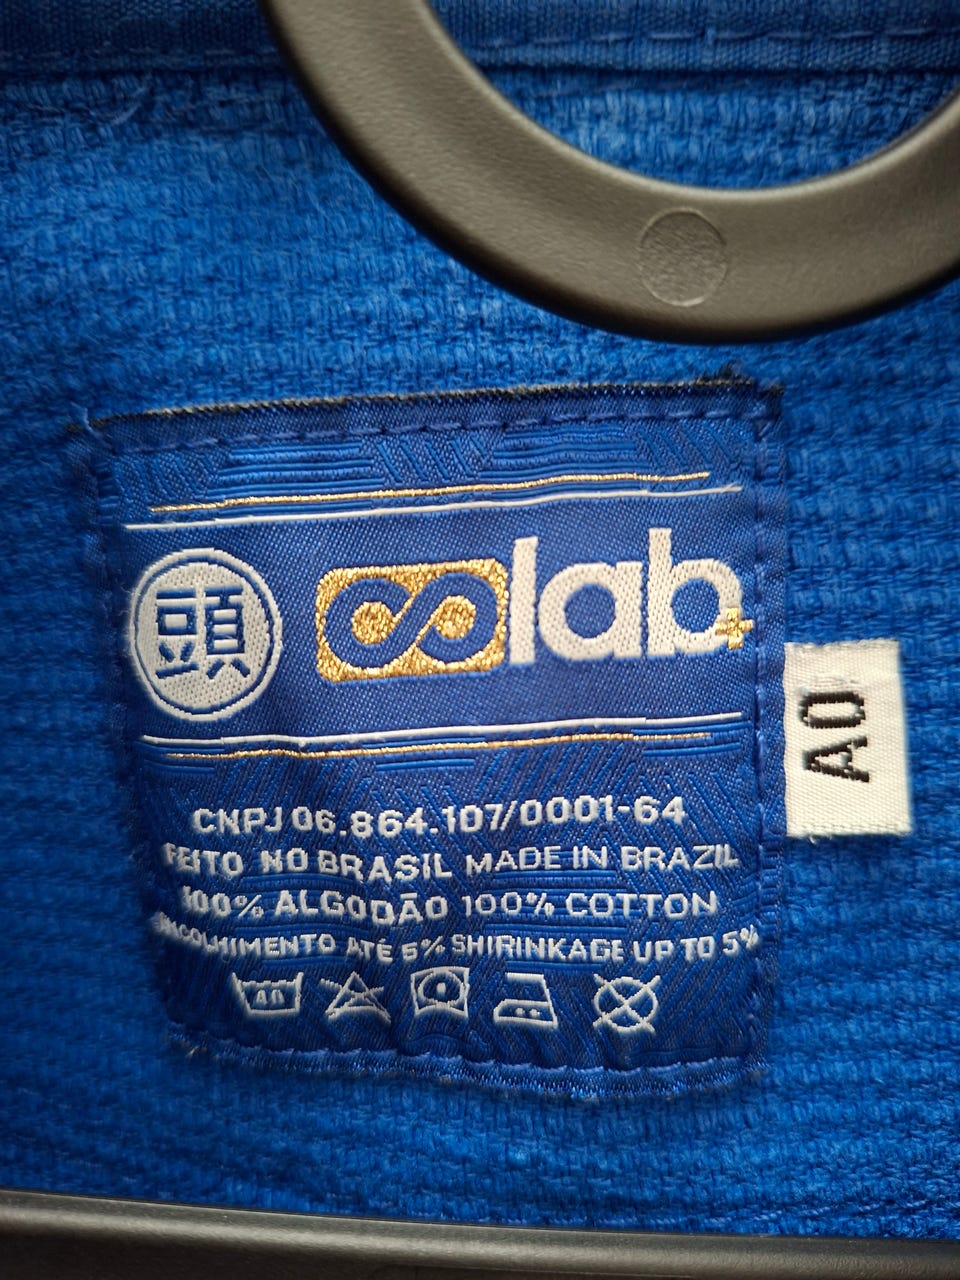 頭 lab+
A0
CNPJ 06.864.107/0001-64
FEITO NO BRASIL MADE IN BRAZIL
100% ALGODÃO 100% COTTON
ENCOLHIMENTO ATÉ 5% SHIRINKAGE UP TO 5%
40